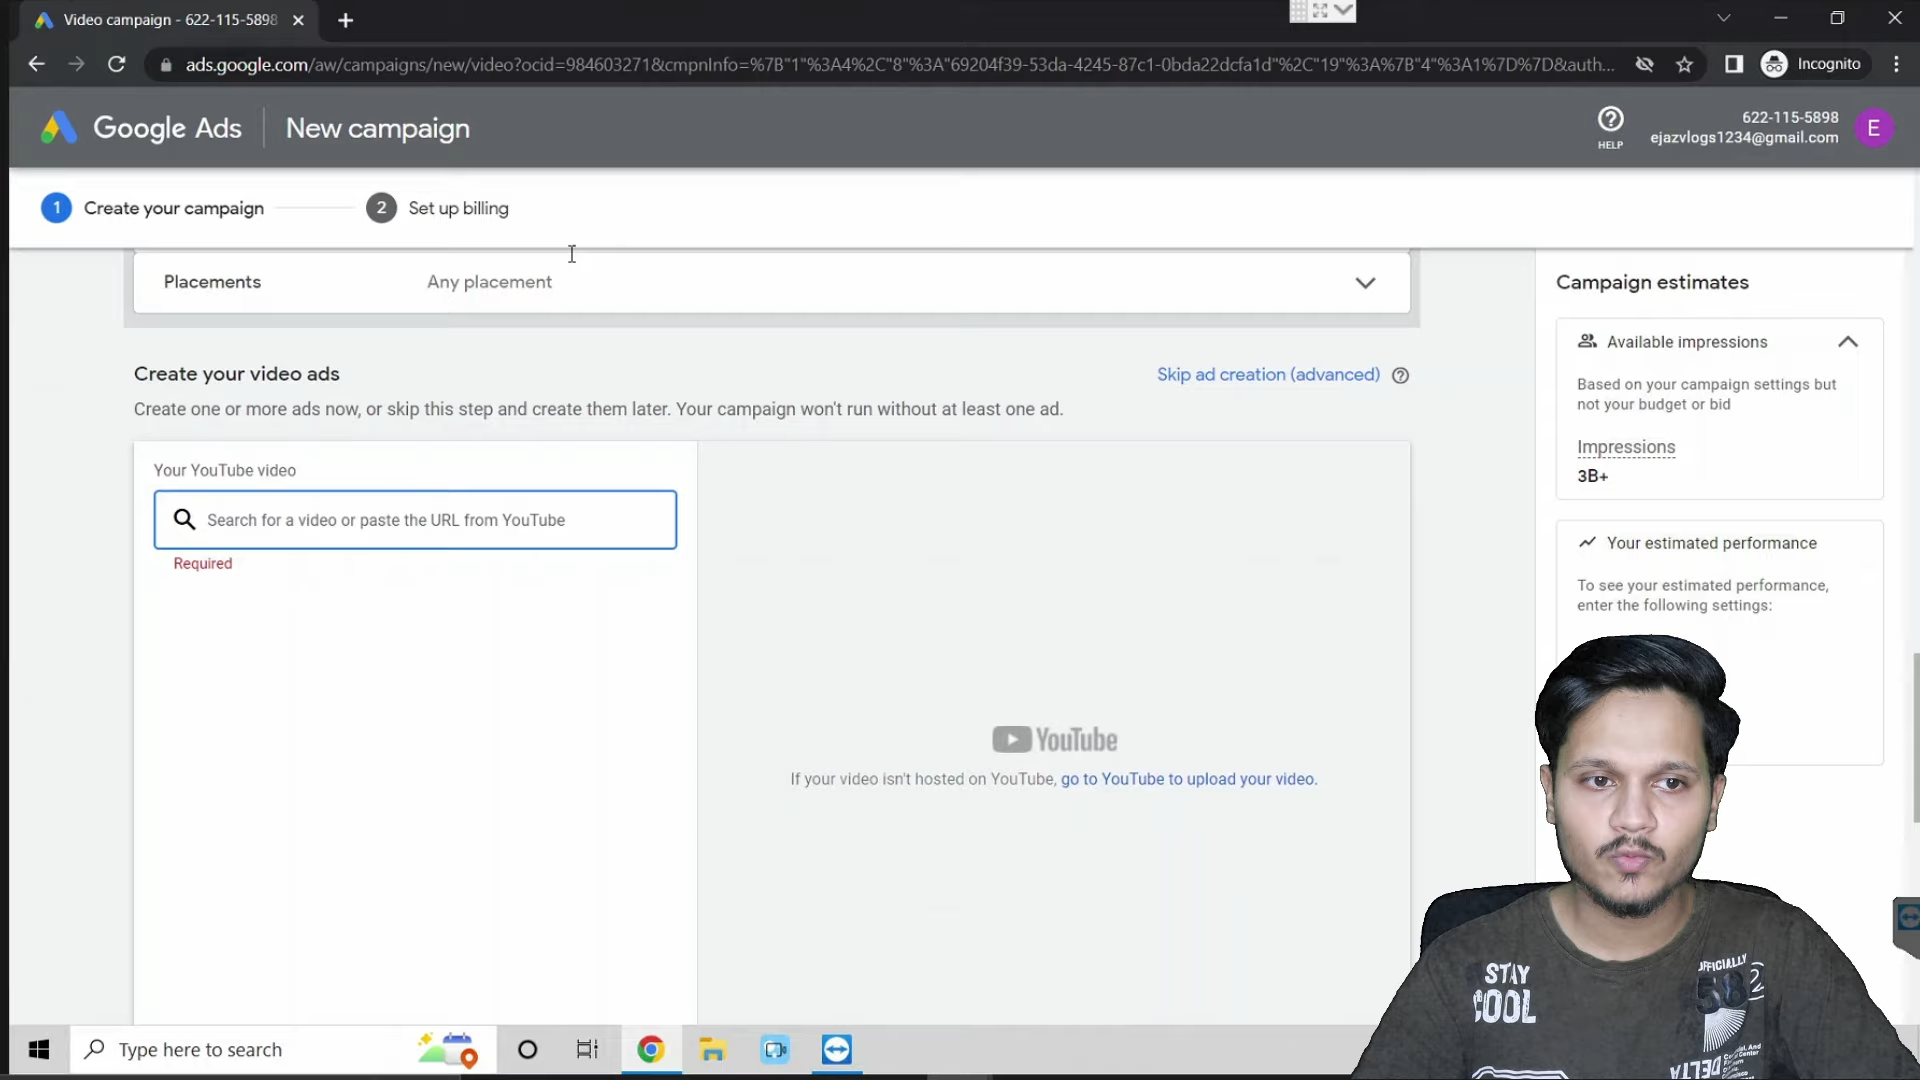 Video campaign - 622-115-5898
ads.google.com/aw/campaigns/new/video?ocid=984603271&cmpnInfo=%7B"1"%3A4%2C"8"%3A"69204f39-53da-4245-87c1-0bda22dcfa1d"%2C"19"%3A%7B"4"%3A1%7D%7D&auth...
Incognito
Google Ads
New campaign
HELP
622-115-5898
ejazvlogs1234@gmail.com
E
1 Create your campaign
2 Set up billing
Placements
Any placement
Create your video ads
Skip ad creation (advanced)
Create one or more ads now, or skip this step and create them later. Your campaign won't run without at least one ad.
Your YouTube video
Search for a video or paste the URL from YouTube
Required
YouTube
If your video isn't hosted on YouTube, go to YouTube to upload your video.
Campaign estimates
Available impressions
Based on your campaign settings but
not your budget or bid
Impressions
3B+
Your estimated performance
To see your estimated performance,
enter the following settings:
STAY
COOL
OFFICIALLY
58
DELTA
Type here to search